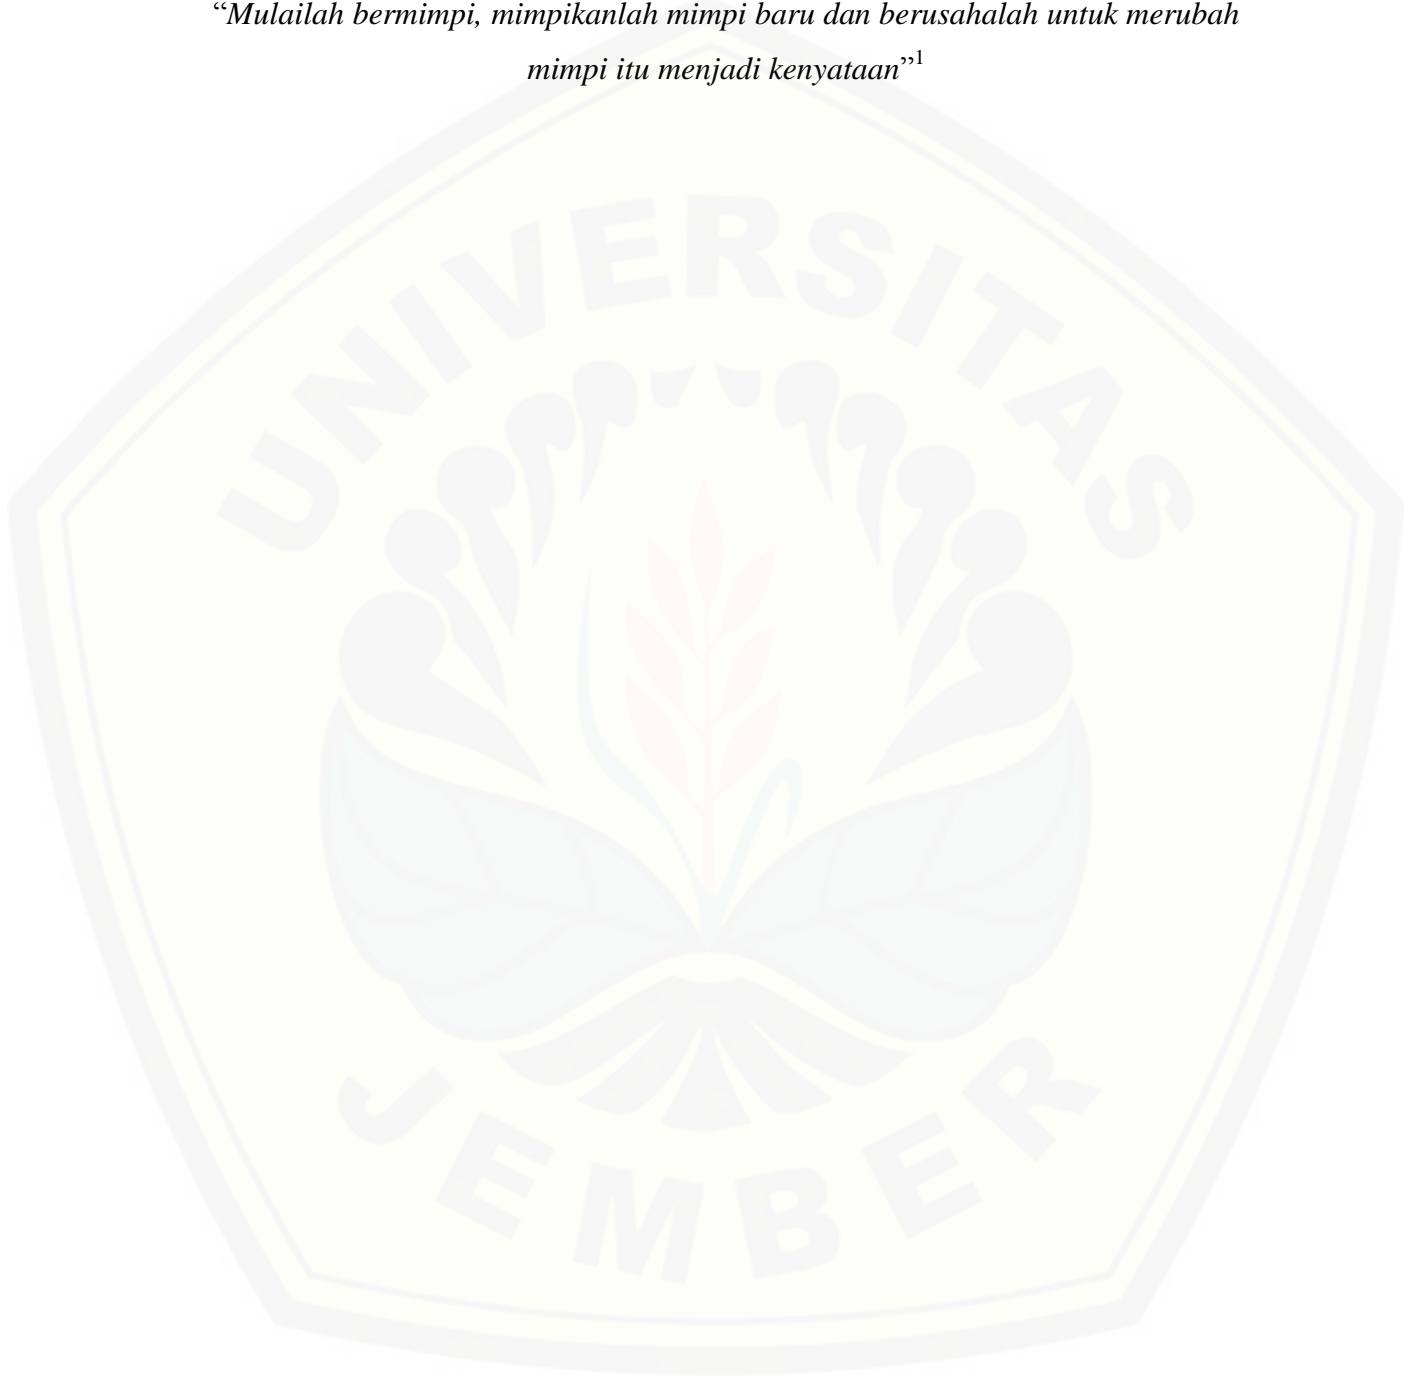 “Mulailah bermimpi, mimpikanlah mimpi baru dan berusahalah untuk merubah
mimpi itu menjadi kenyataan”1
UNIVERSITAS
JEMBER